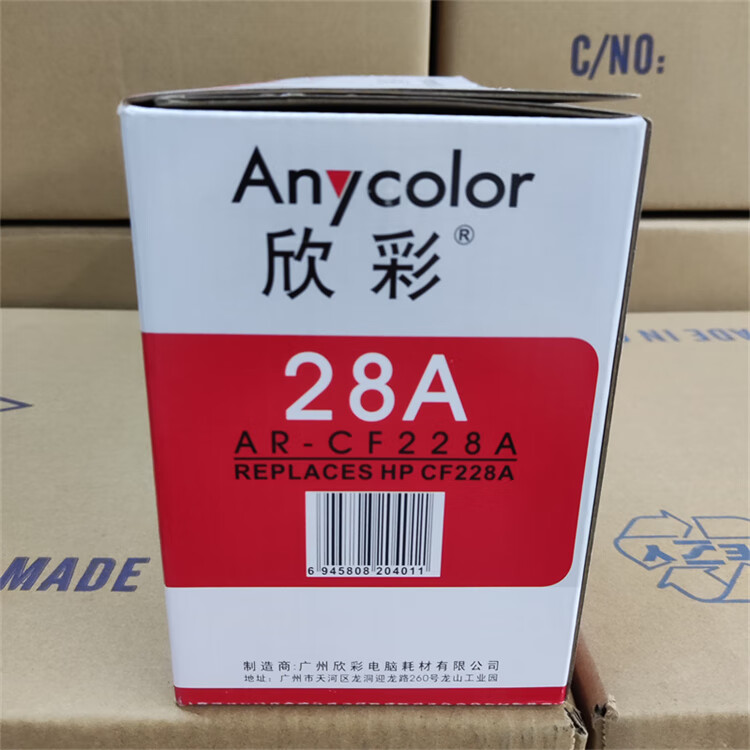 C/NO:
Anycolor
欣彩®
28A
AR-CF228A
REPLACES HP CF228A
6 945808 204011
制造商:广州欣彩电脑耗材有限公司
地址: 广州市天河区龙洞迎龙路260号龙山工业园
MADE
MADE IN